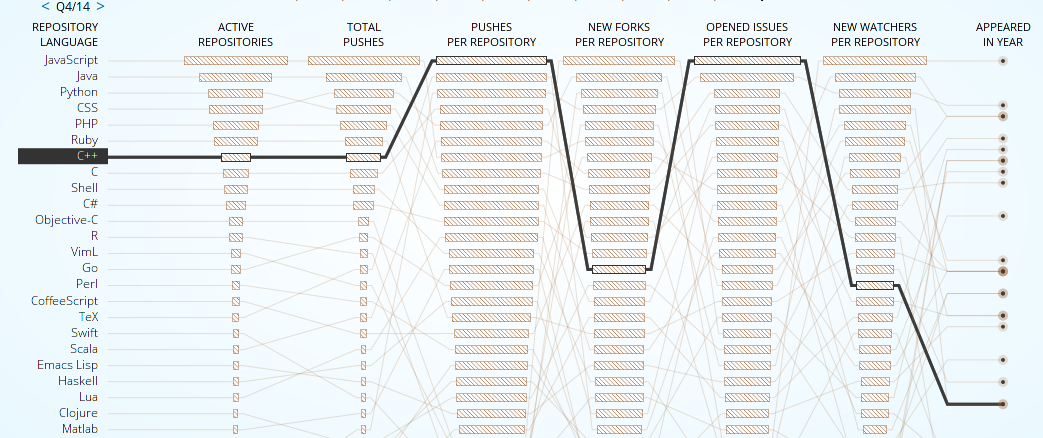 < Q4/14 >
REPOSITORY LANGUAGE
ACTIVE REPOSITORIES
TOTAL PUSHES
PUSHES PER REPOSITORY
NEW FORKS PER REPOSITORY
OPENED ISSUES PER REPOSITORY
NEW WATCHERS PER REPOSITORY
APPEARED IN YEAR
JavaScript
Java
Python
CSS
PHP
Ruby
C++
C
Shell
C#
Objective-C
R
VimL
Go
Perl
CoffeeScript
TeX
Swift
Scala
Emacs Lisp
Haskell
Lua
Clojure
Matlab